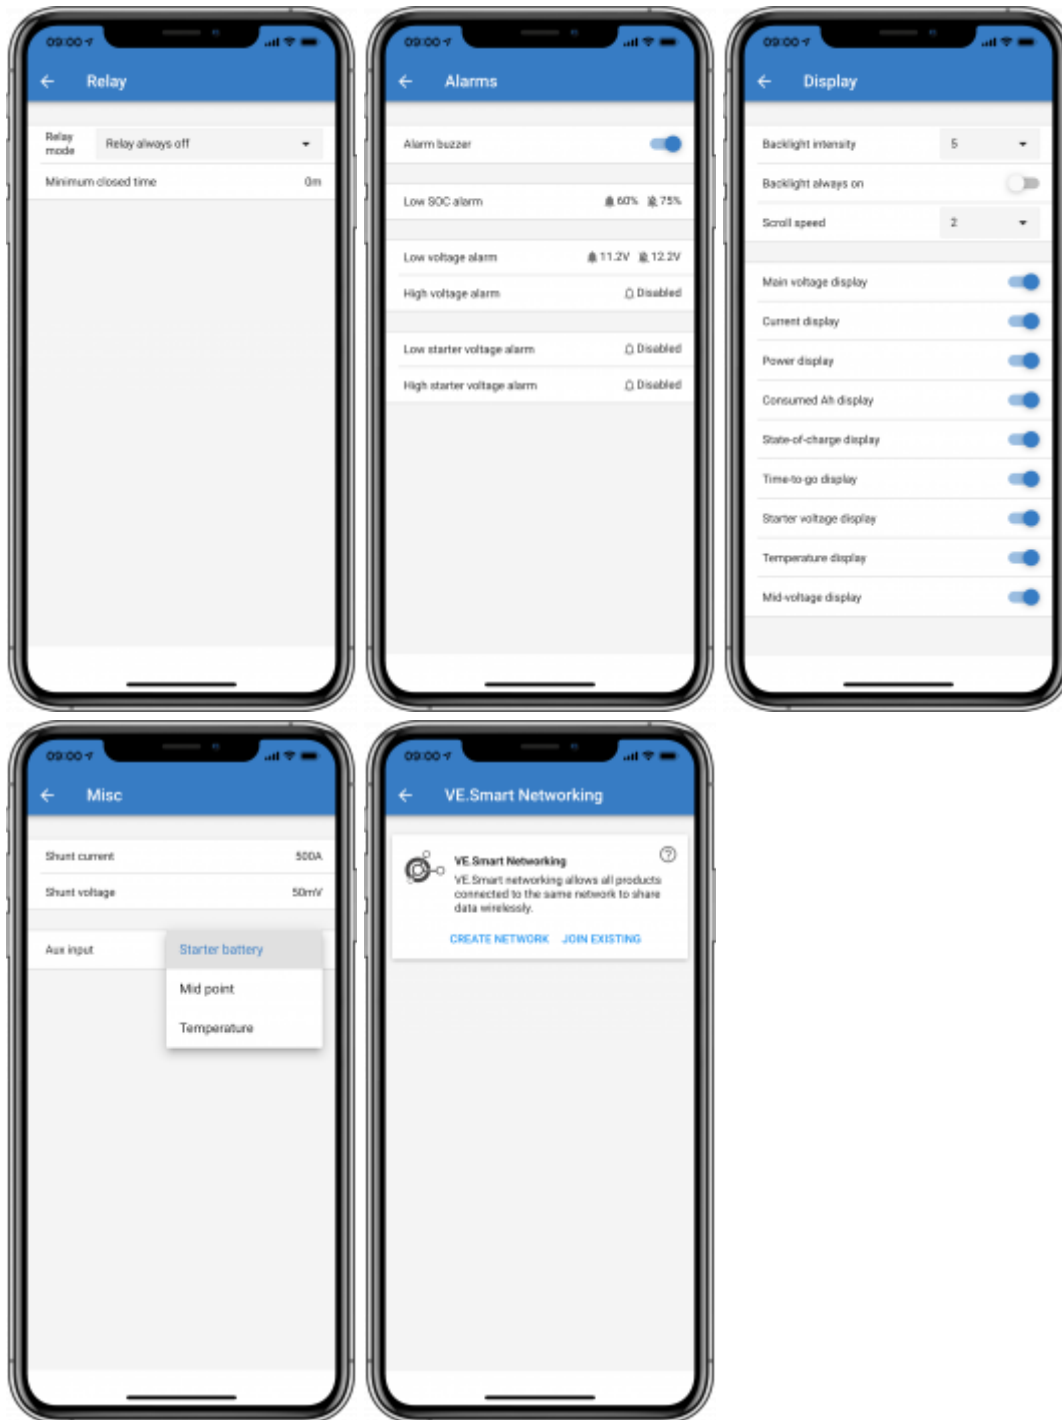 09:00
Relay
Relay mode
Relay always off
Minimum closed time 0m
09:00
Alarms
Alarm buzzer
Low SOC alarm 60% 75%
Low voltage alarm 11.2V 12.2V
High voltage alarm Disabled
Low starter voltage alarm Disabled
High starter voltage alarm Disabled
09:00
Display
Backlight intensity 5
Backlight always on
Scroll speed 2
Main voltage display
Current display
Power display
Consumed Ah display
State-of-charge display
Time-to-go display
Starter voltage display
Temperature display
Mid-voltage display
09:00
Misc
Shunt current 500A
Shunt voltage 50mV
Aux input
Starter battery
Mid point
Temperature
09:00
VE.Smart Networking
VE.Smart Networking
VE.Smart networking allows all products
connected to the same network to share
data wirelessly.
CREATE NETWORK JOIN EXISTING